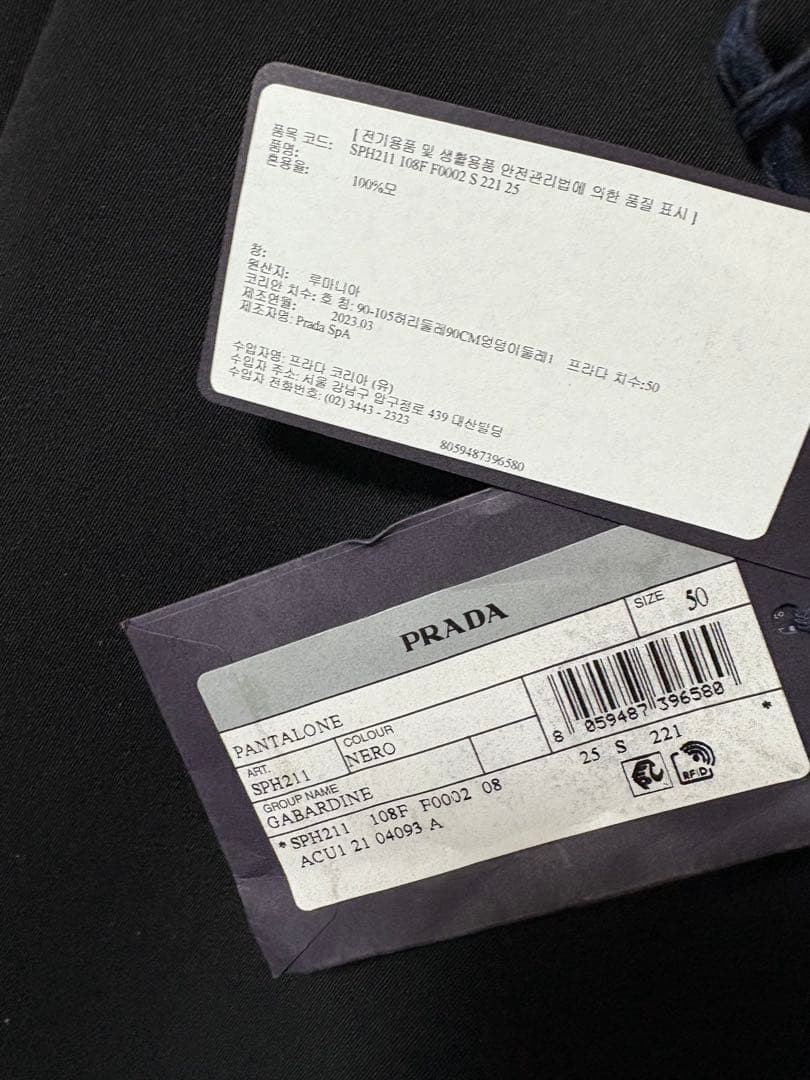 [ 전기용품 및 생활용품 안전관리법에 의한 품질 표시 ]
품목 코드: SPH211 108F F0002 S 221 25
품명:
혼용율: 100%모
창:
원산지: 루마니아
코리안 치수: 호 칭: 90-105허리둘레90CM엉덩이둘레1 프라다 치수:50
제조연월: 2023.03
제조자명: Prada SpA
수입자명: 프라다 코리아 (유)
수입자 주소: 서울 강남구 압구정로 439 대산빌딩
수입자 전화번호: (02) 3443 - 2323
8059487396580
PRADA
SIZE 50
PANTALONE
8 059487 396580
ART. SPH211
COLOUR NERO
25 S 221 *
GROUP NAME
GABARDINE
RFID
* SPH211 108F F0002 08
ACU1 21 04093 A